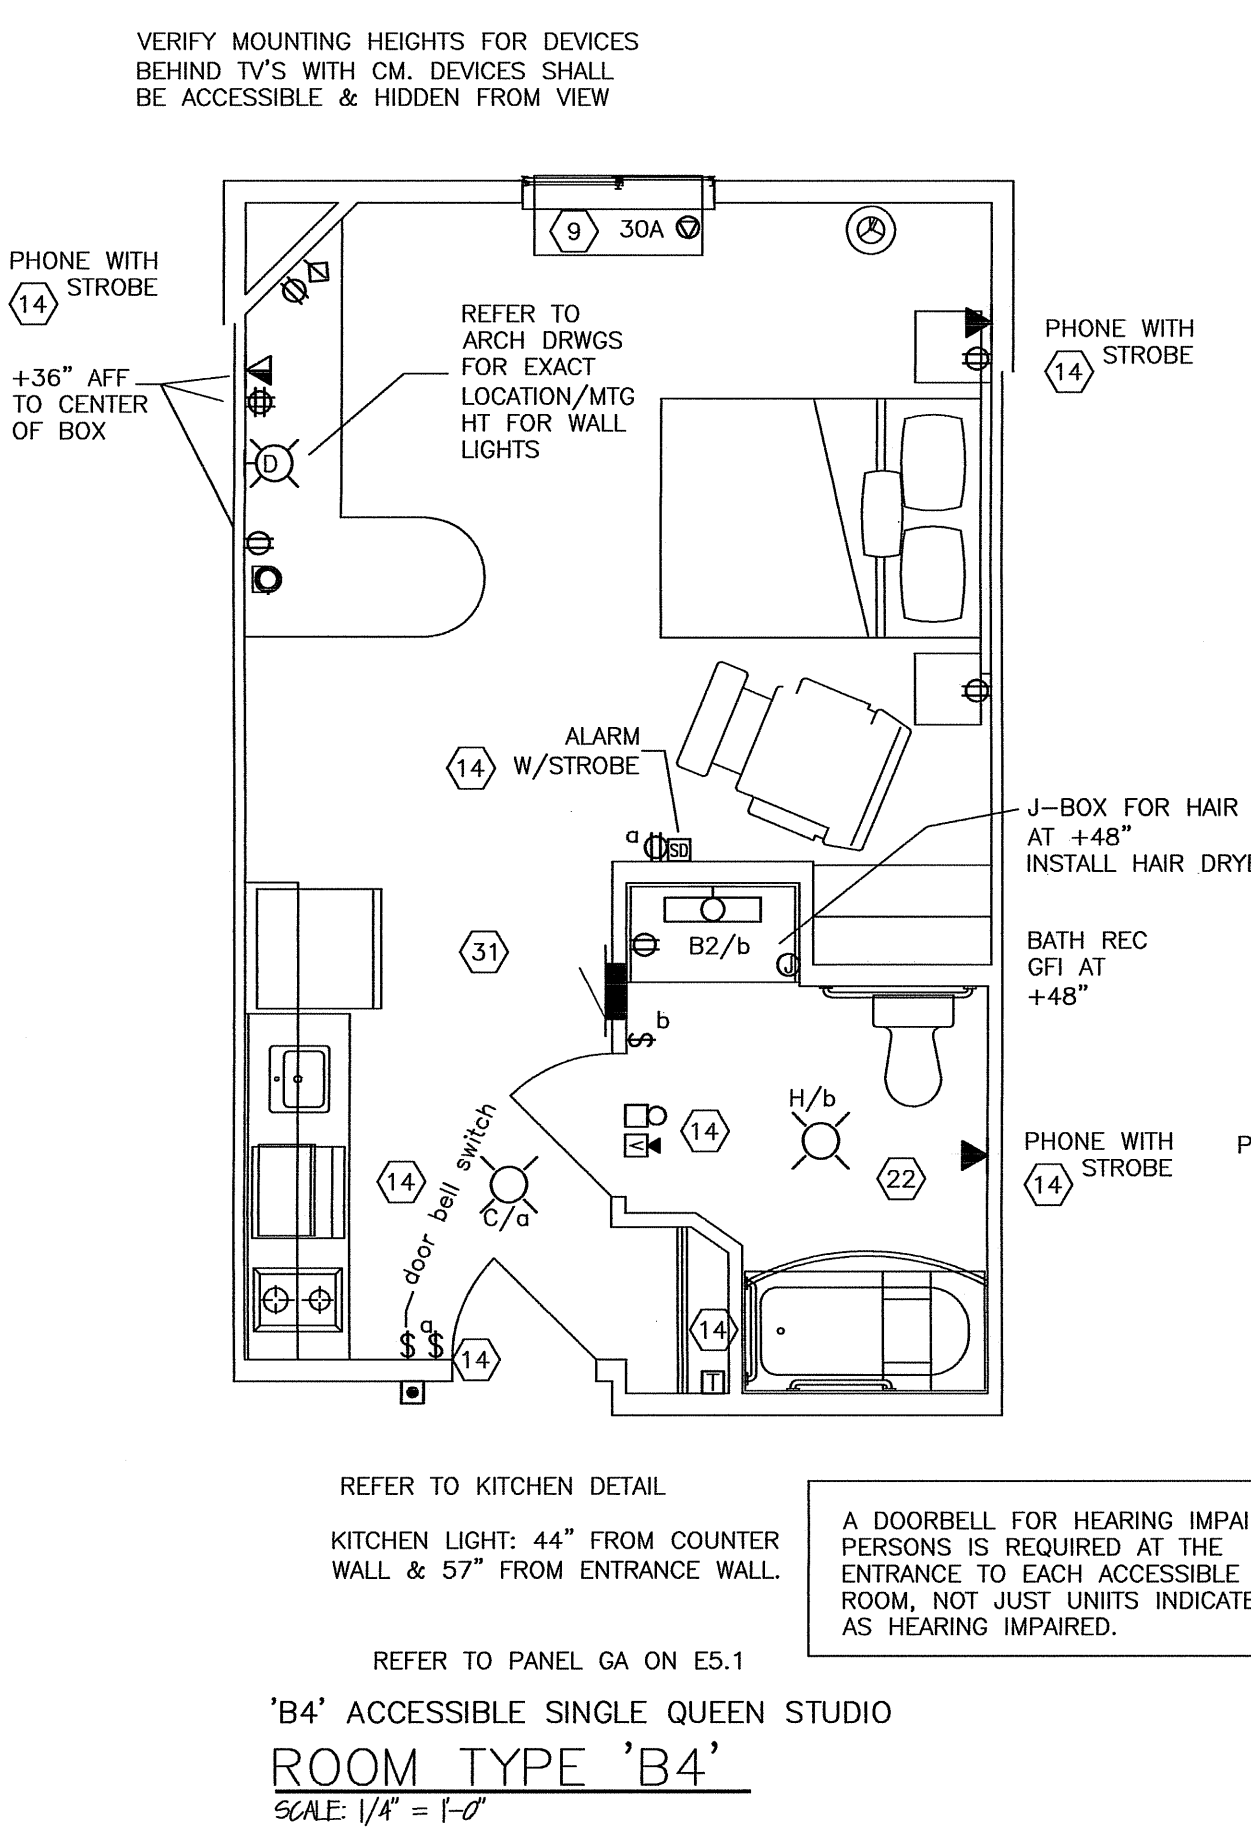 VERIFY MOUNTING HEIGHTS FOR DEVICES
BEHIND TV'S WITH CM. DEVICES SHALL
BE ACCESSIBLE & HIDDEN FROM VIEW
9 30A
PHONE WITH
STROBE
14
+36" AFF
TO CENTER
OF BOX
REFER TO
ARCH DRWGS
FOR EXACT
LOCATION/MTG
HT FOR WALL
LIGHTS
D
PHONE WITH
STROBE
14
ALARM
W/STROBE
14
a
SD
J-BOX FOR HAIR
AT +48"
INSTALL HAIR DRYE
31
B2/b
J
BATH REC
GFI AT
+48"
$ b
H/b
14
V
22
PHONE WITH
STROBE
14
P
14
door bell switch
C/a
$ a $
14
14
T
REFER TO KITCHEN DETAIL
KITCHEN LIGHT: 44" FROM COUNTER
WALL & 57" FROM ENTRANCE WALL.
A DOORBELL FOR HEARING IMPAI
PERSONS IS REQUIRED AT THE
ENTRANCE TO EACH ACCESSIBLE
ROOM, NOT JUST UNIITS INDICATE
AS HEARING IMPAIRED.
REFER TO PANEL GA ON E5.1
'B4' ACCESSIBLE SINGLE QUEEN STUDIO
ROOM TYPE 'B4'
SCALE: 1/4" = 1'-0"